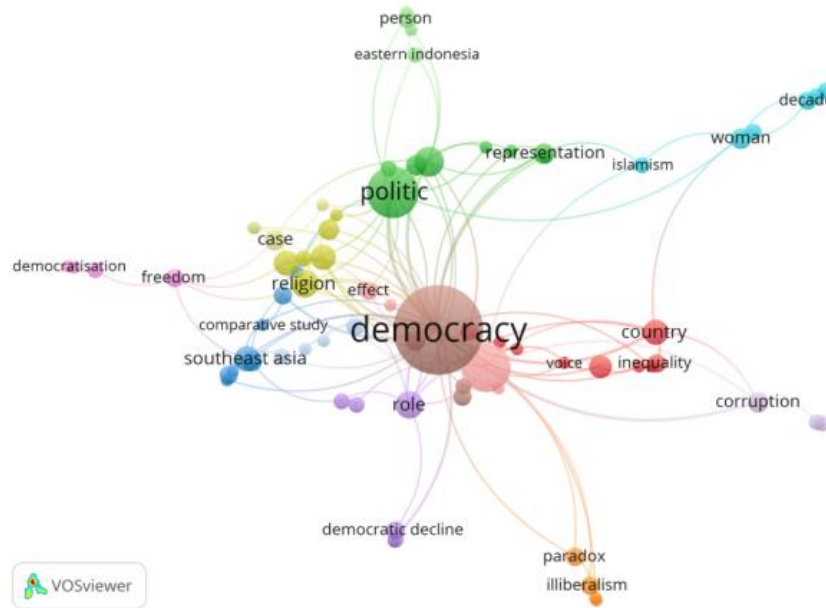 person
eastern indonesia
decade
woman
representation
islamism
politic
case
democratisation
freedom
religion
effect
comparative study
democracy
country
southeast asia
voice
inequality
role
corruption
democratic decline
paradox
illiberalism
VOSviewer